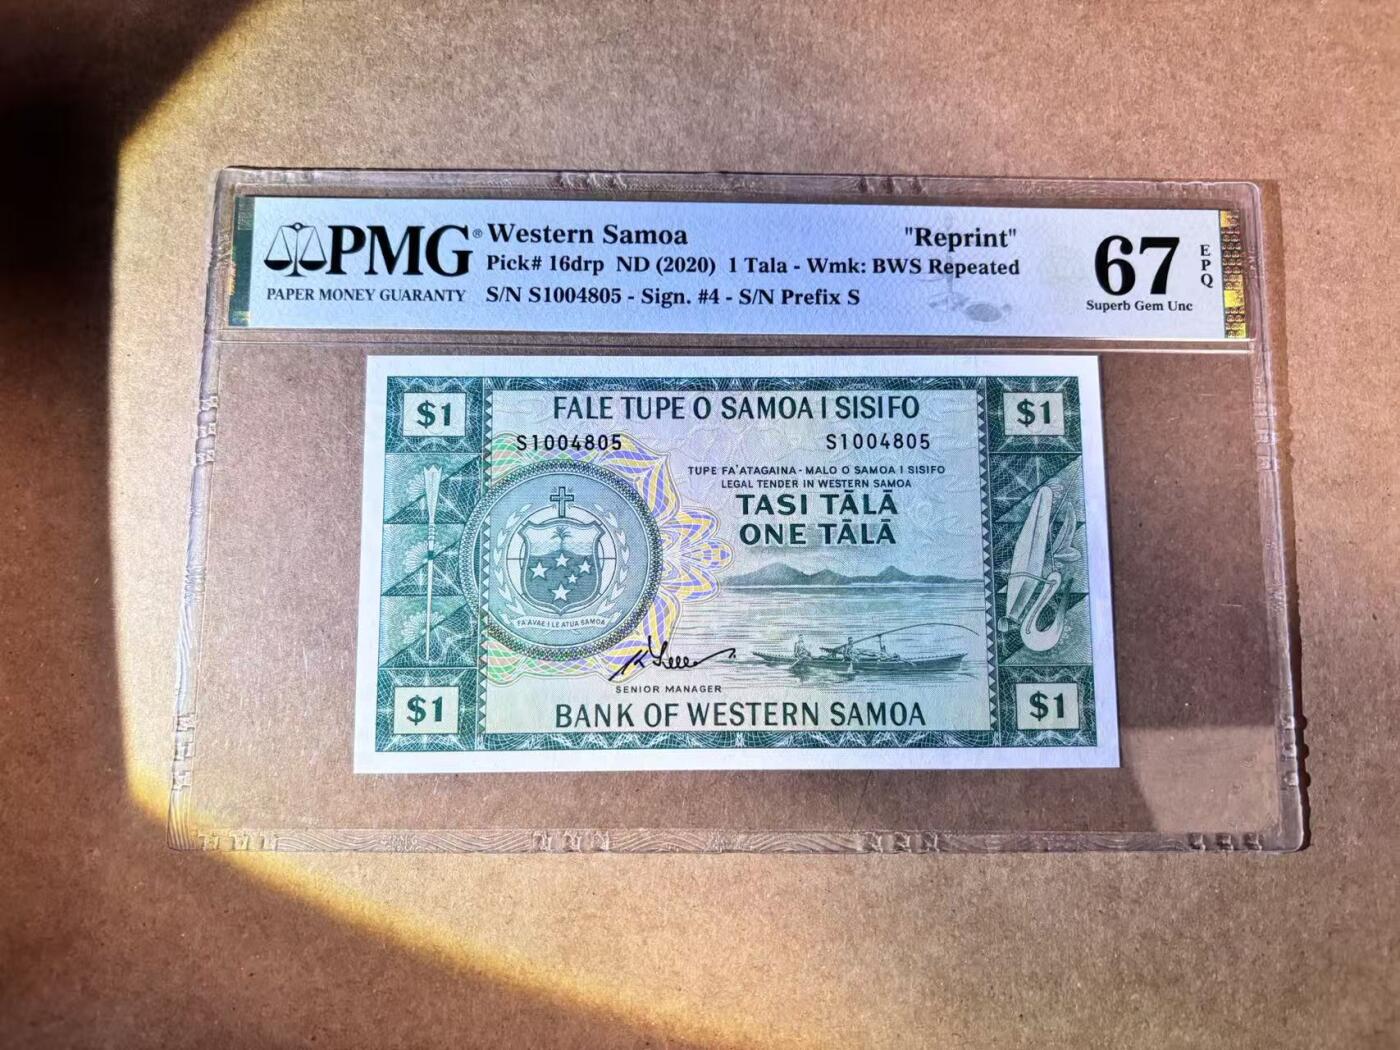 PMG®
PAPER MONEY GUARANTY
Western Samoa "Reprint"
Pick# 16drp ND (2020) 1 Tala - Wmk: BWS Repeated
S/N S1004805 - Sign. #4 - S/N Prefix S
67
EPQ
Superb Gem Unc
$1
FALE TUPE O SAMOA I SISIFO
$1
S1004805
S1004805
TUPE FA'ATAGAINA - MALO O SAMOA I SISIFO
LEGAL TENDER IN WESTERN SAMOA
TASI TĀLĀ
ONE TĀLĀ
FA'AVAE I LE ATUA SAMOA
SENIOR MANAGER
$1
BANK OF WESTERN SAMOA
$1